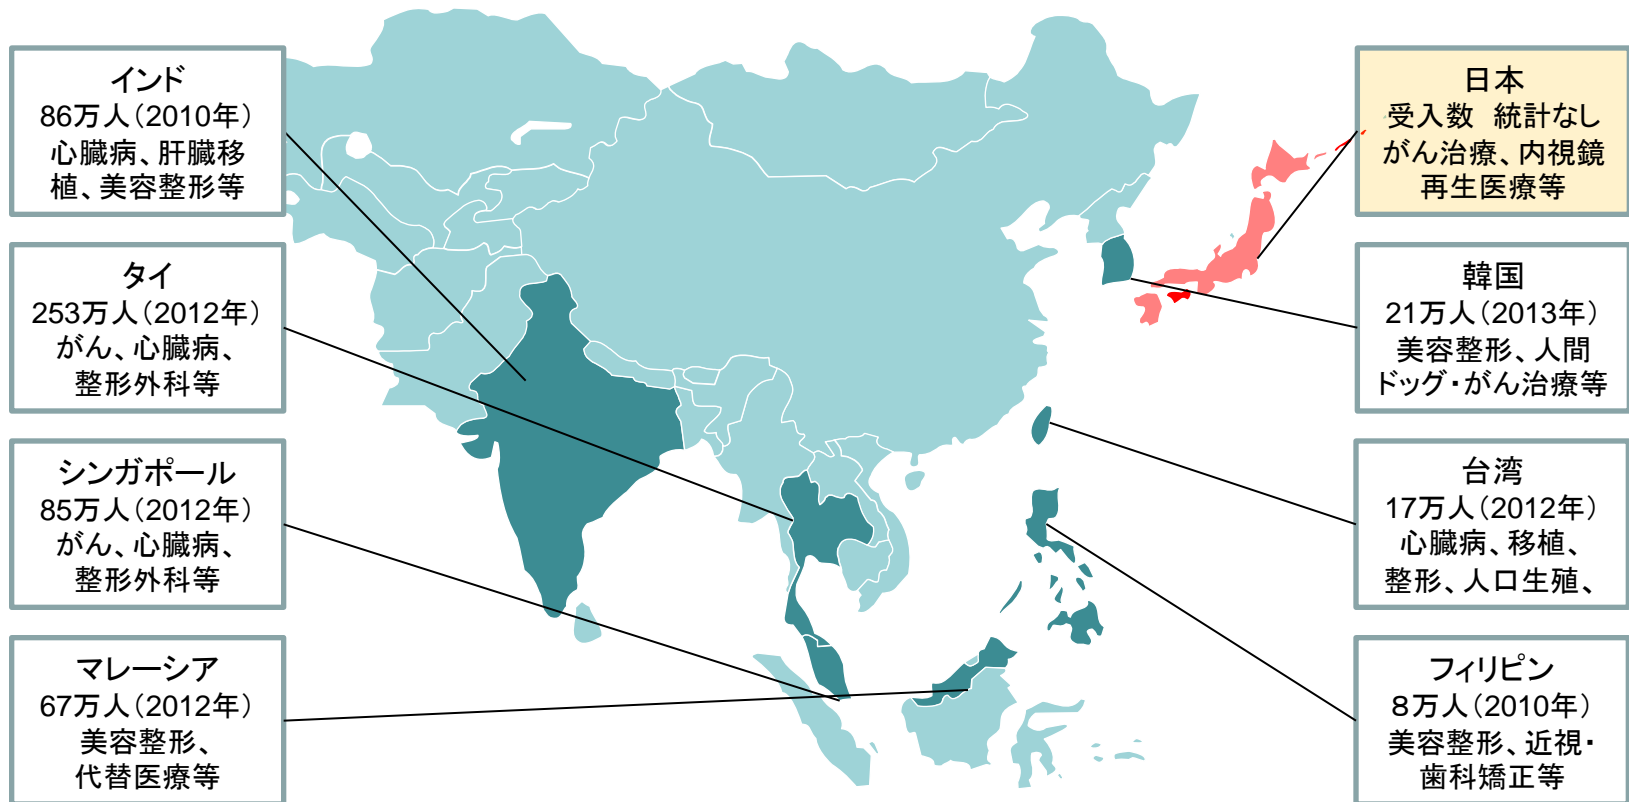 インド
86万人（2010年）
心臓病、肝臓移
植、美容整形等
タイ
253万人（2012年）
がん、心臓病、
整形外科等
シンガポール
85万人（2012年）
がん、心臓病、
整形外科等
マレーシア
67万人（2012年）
美容整形、
代替医療等
日本
受入数　統計なし
がん治療、内視鏡
再生医療等
韓国
21万人（2013年）
美容整形、人間
ドッグ・がん治療等
台湾
17万人（2012年）
心臓病、移植、
整形、人口生殖、
フィリピン
８万人（2010年）
美容整形、近視・
歯科矯正等